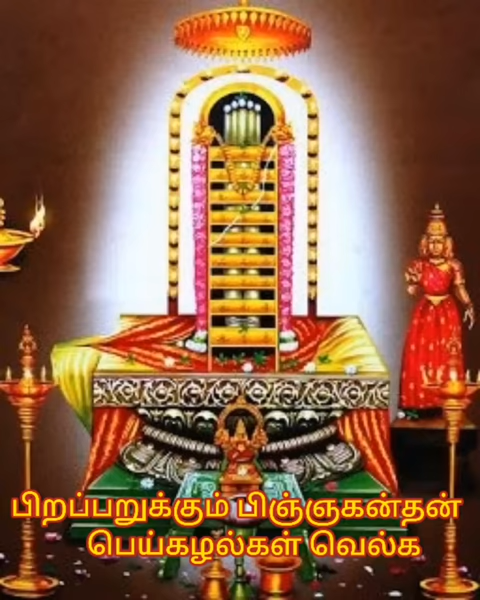 பிறப்பறுக்கும் பிஞ்ஞகன்தன்
பெய்கழல்கள் வெல்க